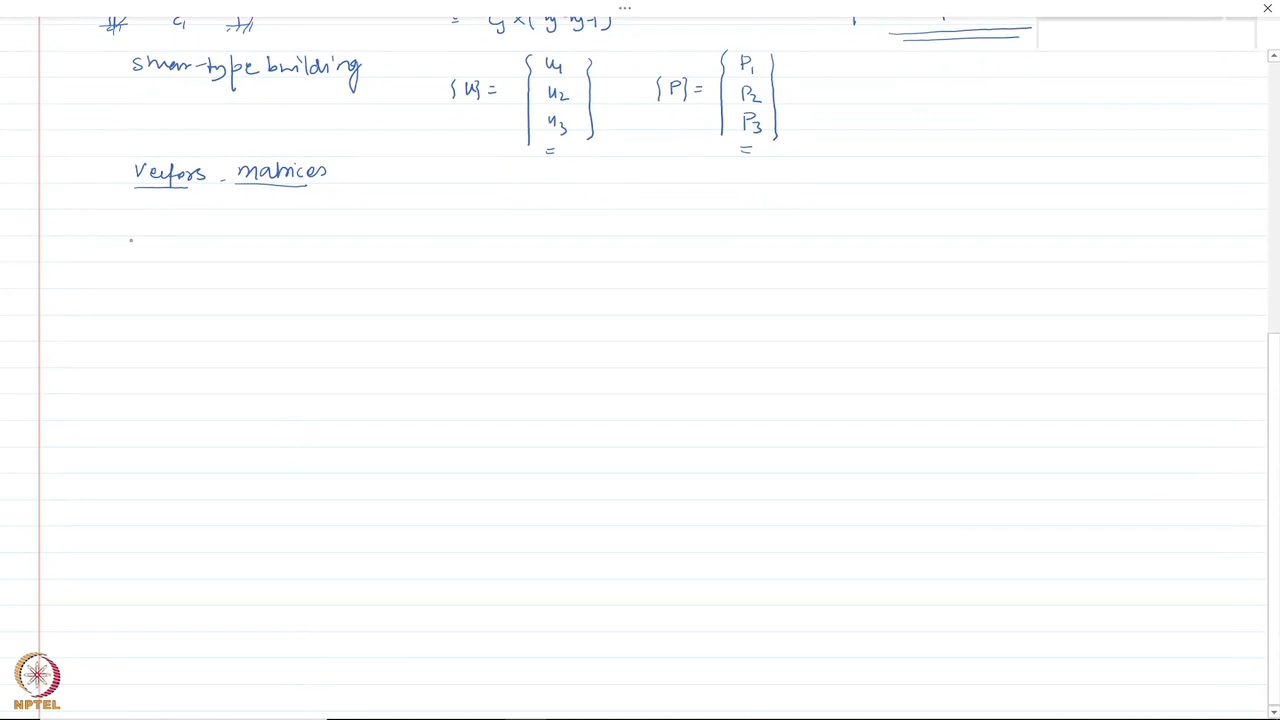 shear-type building
{u} = { u1 u2 u3 } {P} = { P1 P2 P3 }
Vectors - matrices
NPTEL